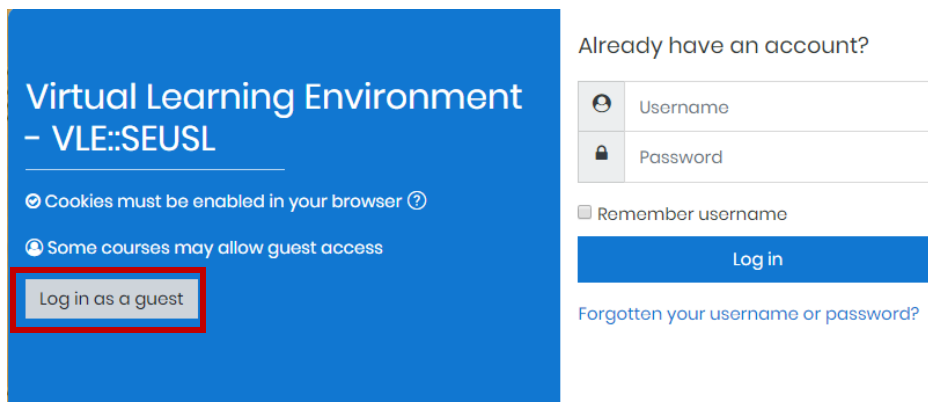 Virtual Learning Environment
- VLE::SEUSL
Cookies must be enabled in your browser
Some courses may allow guest access
Log in as a guest
Already have an account?
Username
Password
Remember username
Log in
Forgotten your username or password?